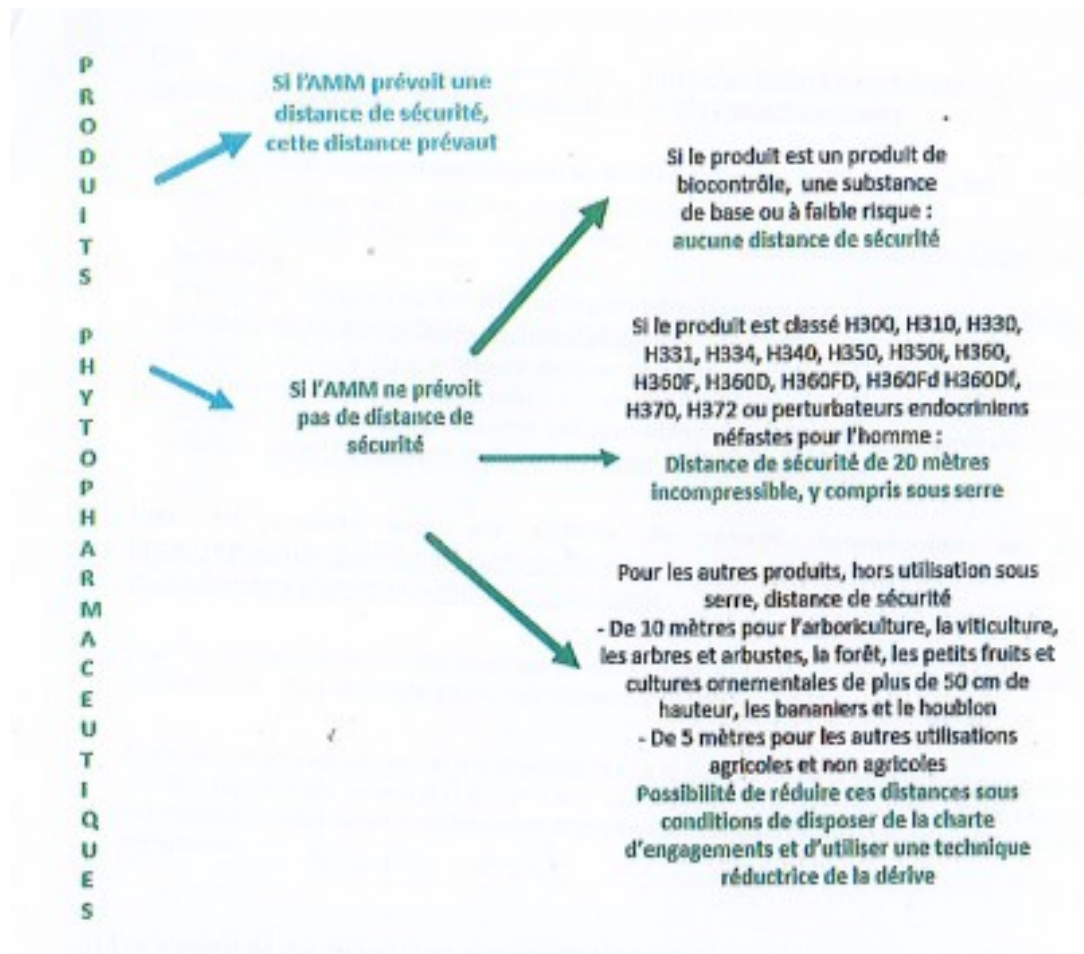 PRODUITS PHYTOPHARMACEUTIQUES
Si l'AMM prévoit une
distance de sécurité,
cette distance prévaut
Si l'AMM ne prévoit
pas de distance de
sécurité
Si le produit est un produit de
biocontrôle, une substance
de base ou à faible risque :
aucune distance de sécurité
Si le produit est classé H300, H310, H330,
H331, H334, H340, H350, H350i, H360,
H360F, H360D, H360FD, H360Fd H360Df,
H370, H372 ou perturbateurs endocriniens
néfastes pour l'homme :
Distance de sécurité de 20 mètres
incompressible, y compris sous serre
Pour les autres produits, hors utilisation sous
serre, distance de sécurité
- De 10 mètres pour l'arboriculture, la viticulture,
les arbres et arbustes, la forêt, les petits fruits et
cultures ornementales de plus de 50 cm de
hauteur, les bananiers et le houblon
- De 5 mètres pour les autres utilisations
agricoles et non agricoles
Possibilité de réduire ces distances sous
conditions de disposer de la charte
d'engagements et d'utiliser une technique
réductrice de la dérive